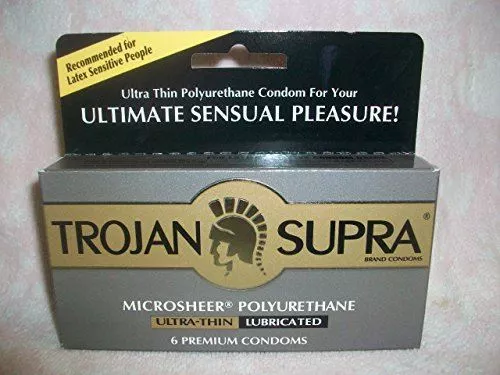 Recommended for
Latex Sensitive People
Ultra Thin Polyurethane Condom For Your
ULTIMATE SENSUAL PLEASURE!
TROJAN SUPRA®
BRAND CONDOMS
MICROSHEER® POLYURETHANE
ULTRA-THIN LUBRICATED
6 PREMIUM CONDOMS